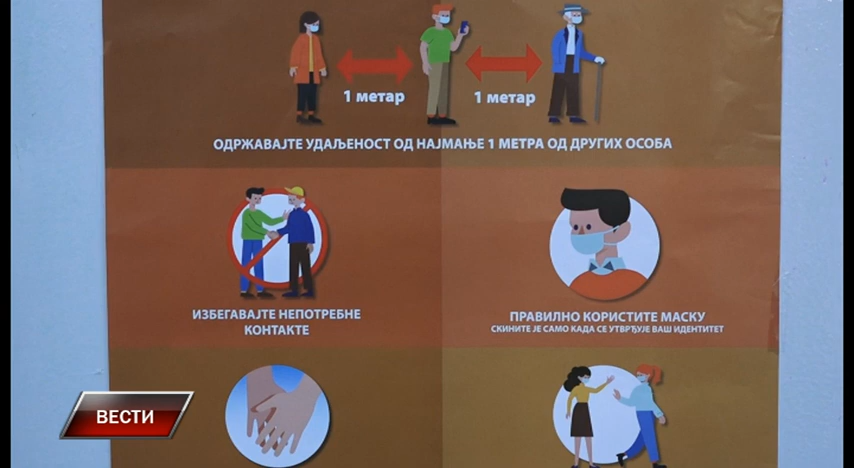 1 метар
1 метар
ОДРЖАВАЈТЕ УДАЉЕНОСТ ОД НАЈМАЊЕ 1 МЕТРА ОД ДРУГИХ ОСОБА
ИЗБЕГАВАЈТЕ НЕПОТРЕБНЕ
КОНТАКТЕ
ПРАВИЛНО КОРИСТИТЕ МАСКУ
СКИНИТЕ ЈЕ САМО КАДА СЕ УТВРЂУЈЕ ВАШ ИДЕНТИТЕТ
ВЕСТИ